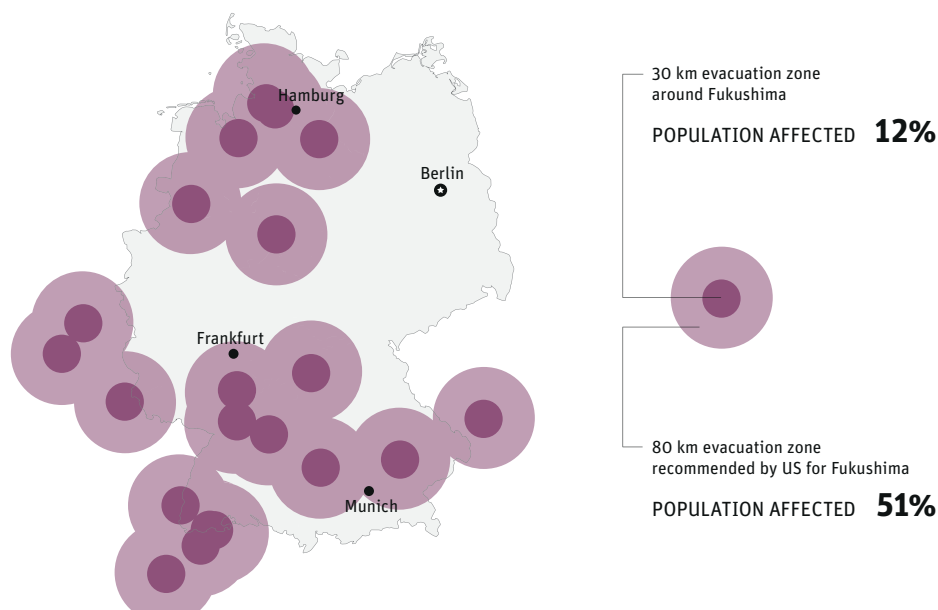 Hamburg
Berlin
Frankfurt
Munich
30 km evacuation zone
around Fukushima
POPULATION AFFECTED 12%
80 km evacuation zone
recommended by US for Fukushima
POPULATION AFFECTED 51%